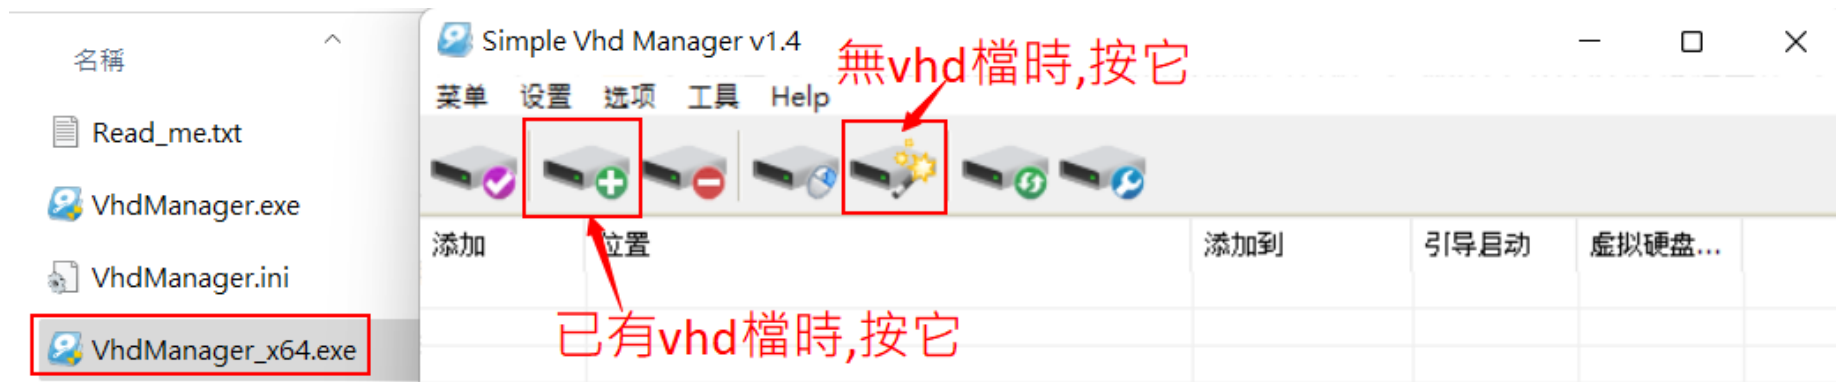 名稱
Read_me.txt
VhdManager.exe
VhdManager.ini
VhdManager_x64.exe
Simple Vhd Manager v1.4
無vhd檔時,按它
菜单 设置 选项 工具 Help
添加 位置 添加到 引导启动 虚拟硬盘...
已有vhd檔時,按它